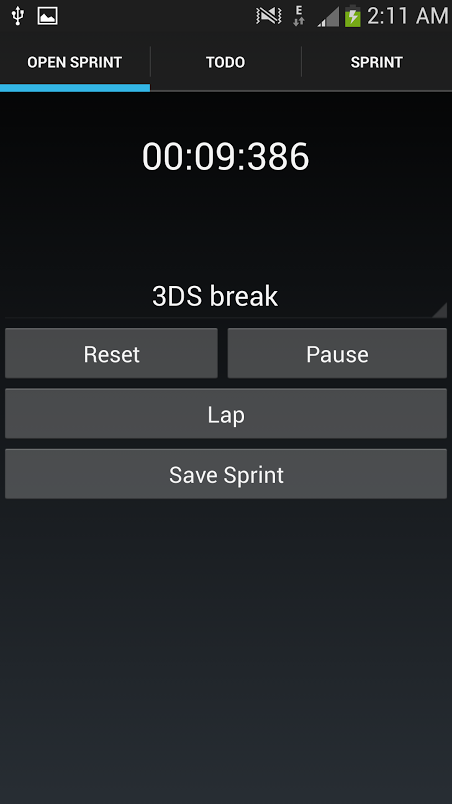 E 2:11 AM
OPEN SPRINT TODO SPRINT
00:09:386
3DS break
Reset Pause
Lap
Save Sprint